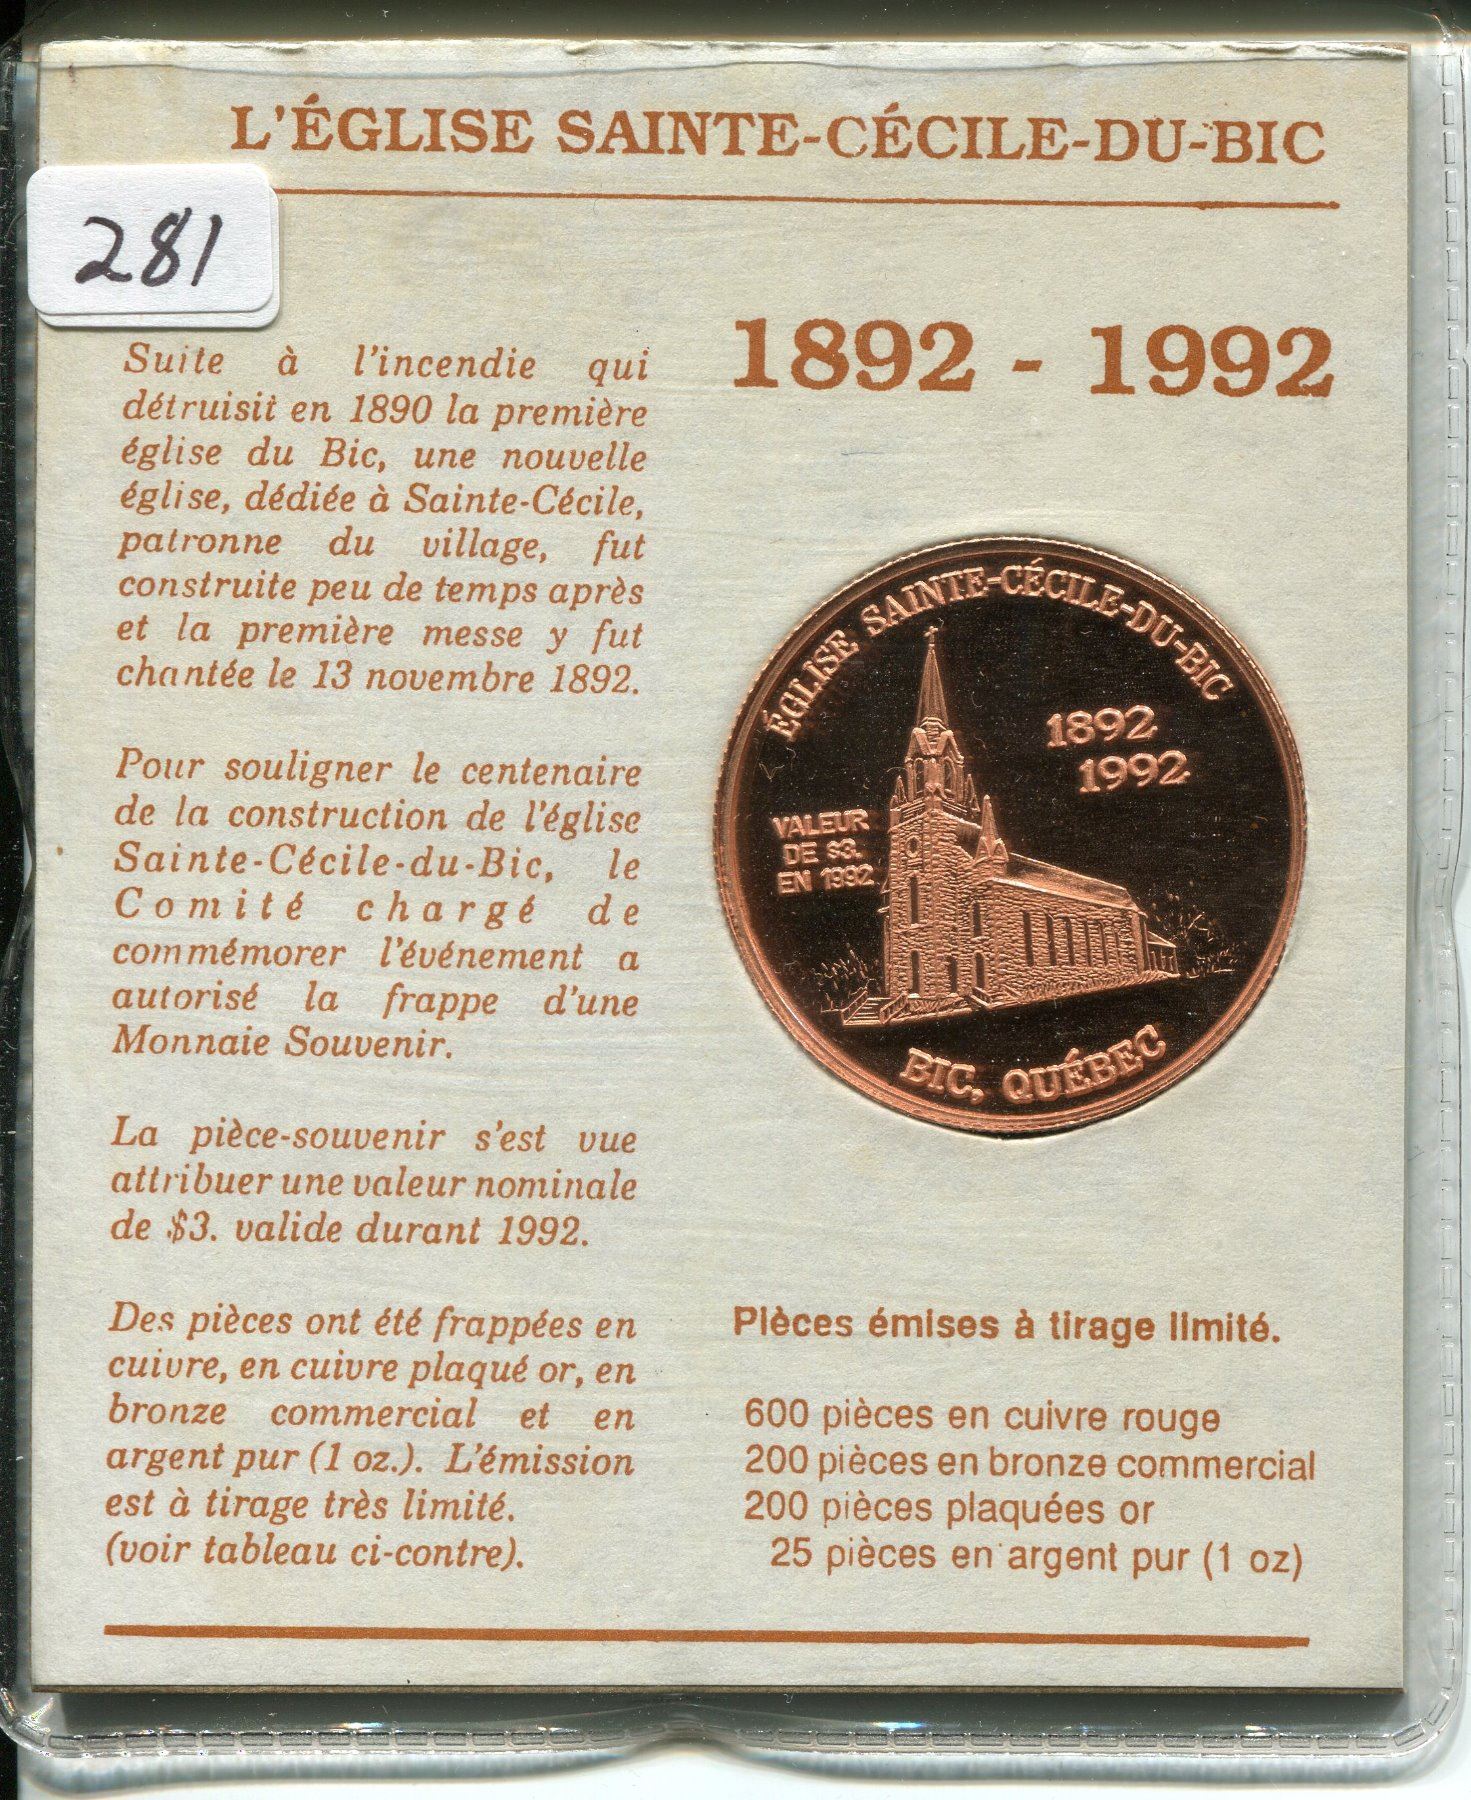 L'ÉGLISE SAINTE-CÉCILE-DU-BIC
281
1892 - 1992
Suite à l'incendie qui
détruisit en 1890 la première
église du Bic, une nouvelle
église, dédiée à Sainte-Cécile,
patronne du village, fut
construite peu de temps après
et la première messe y fut
chantée le 13 novembre 1892.
Pour souligner le centenaire
de la construction de l'église
Sainte-Cécile-du-Bic, le
Comité chargé de
commémorer l'événement a
autorisé la frappe d'une
Monnaie Souvenir.
La pièce-souvenir s'est vue
attribuer une valeur nominale
de $3. valide durant 1992.
Des pièces ont été frappées en
cuivre, en cuivre plaqué or, en
bronze commercial et en
argent pur (1 oz.). L'émission
est à tirage très limité.
(voir tableau ci-contre).
ÉGLISE SAINTE-CÉCILE-DU-BIC
1892
1992
VALEUR
DE $3.
EN 1992
BIC, QUÉBEC
Pièces émises à tirage limité.
600 pièces en cuivre rouge
200 pièces en bronze commercial
200 pièces plaquées or
25 pièces en argent pur (1 oz)